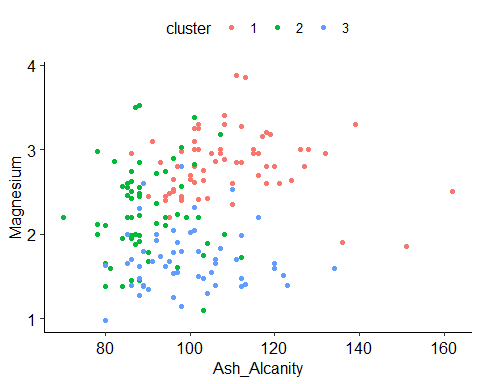 cluster 1 2 3
4
3
2
1
Magnesium
80 100 120 140 160
Ash_Alcanity